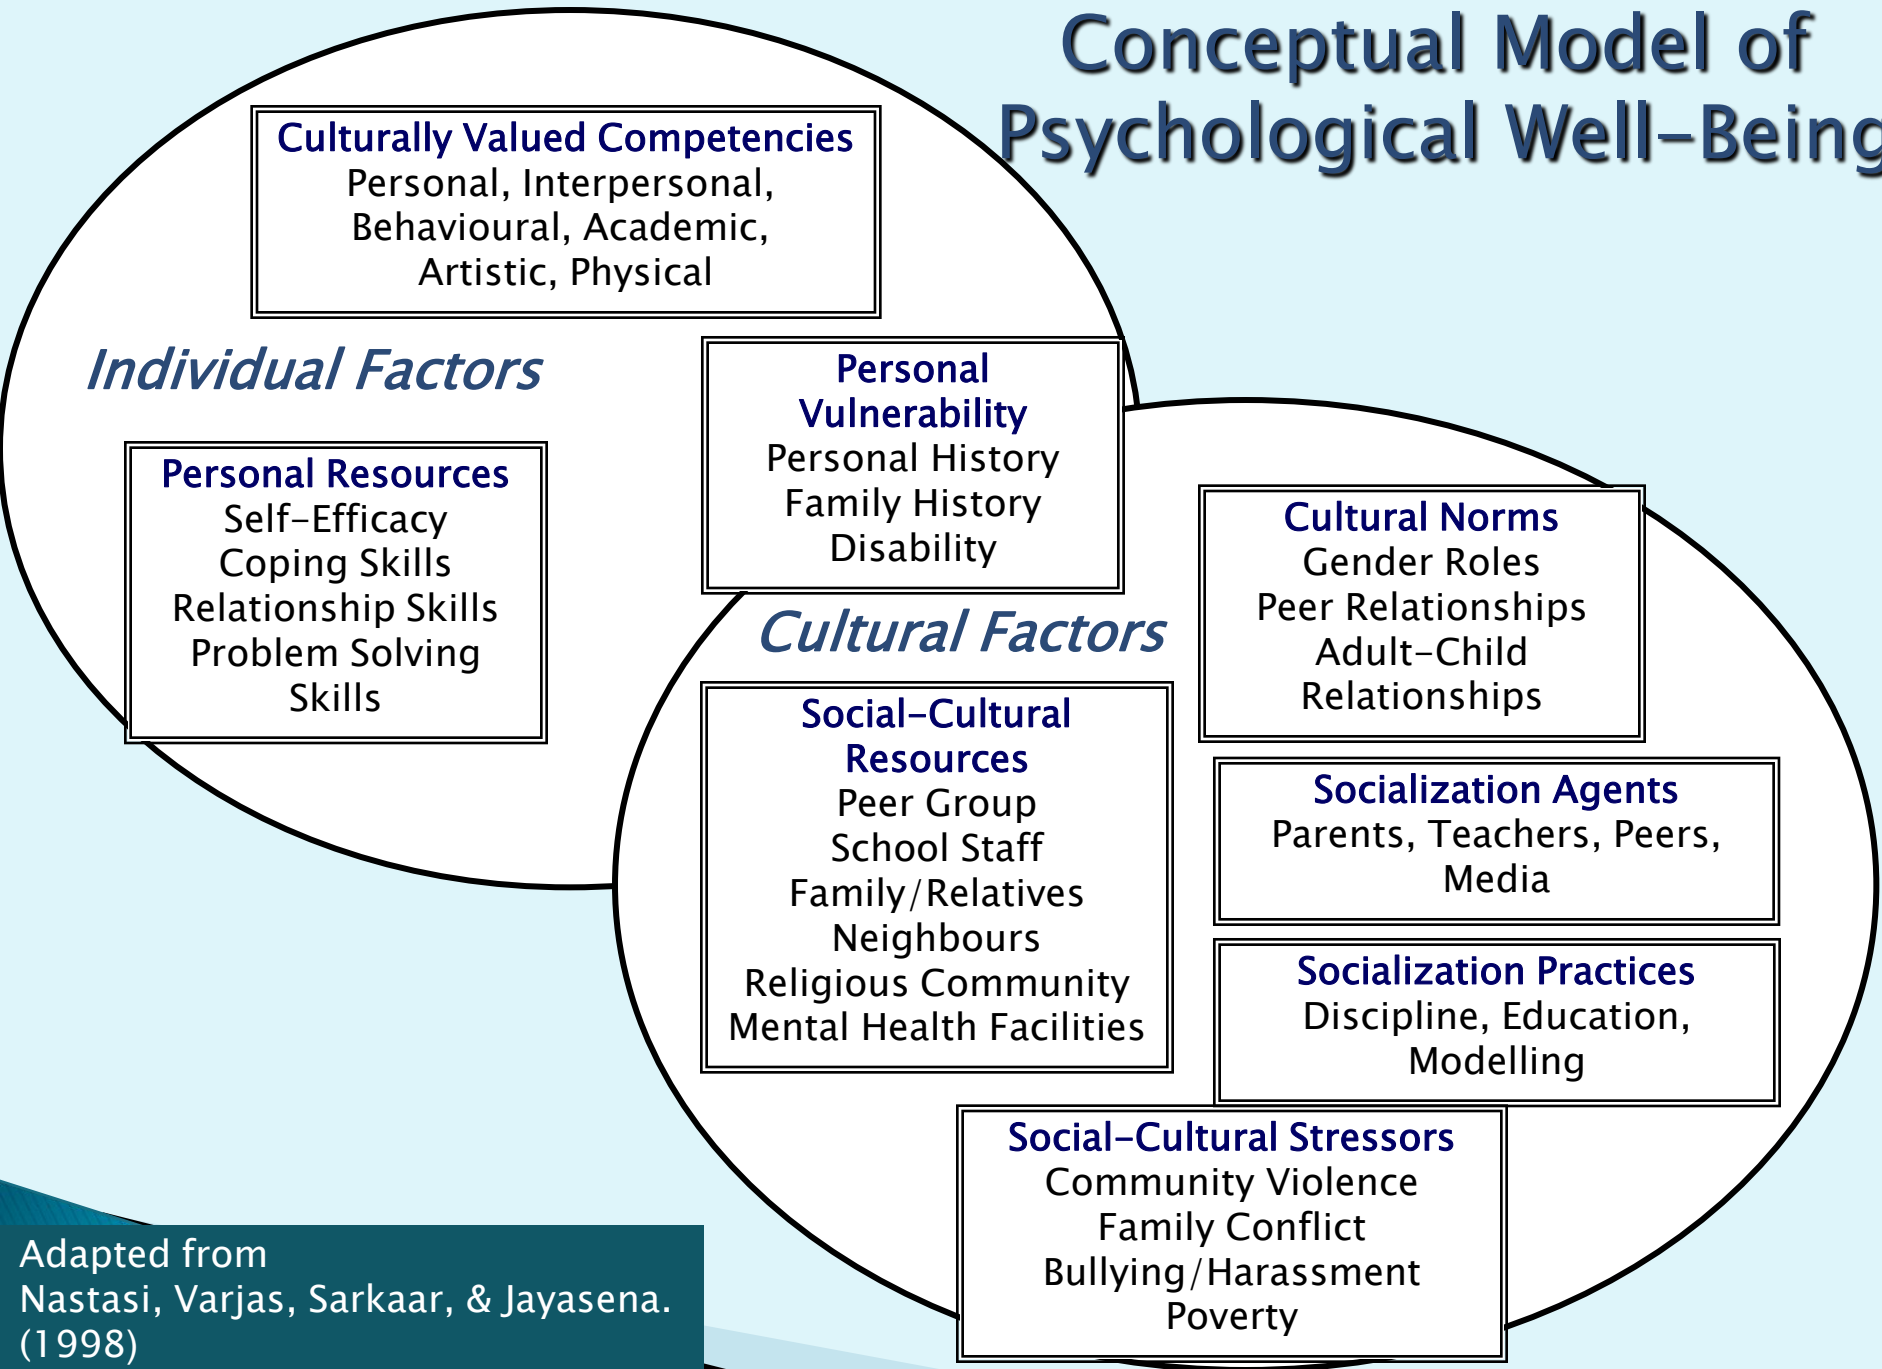 Conceptual Model of
Psychological Well-Being
Culturally Valued Competencies
Personal, Interpersonal,
Behavioural, Academic,
Artistic, Physical
Individual Factors
Personal
Vulnerability
Personal History
Family History
Disability
Personal Resources
Self-Efficacy
Coping Skills
Relationship Skills
Problem Solving
Skills
Cultural Factors
Cultural Norms
Gender Roles
Peer Relationships
Adult-Child
Relationships
Social-Cultural
Resources
Peer Group
School Staff
Family/Relatives
Neighbours
Religious Community
Mental Health Facilities
Socialization Agents
Parents, Teachers, Peers,
Media
Socialization Practices
Discipline, Education,
Modelling
Social-Cultural Stressors
Community Violence
Family Conflict
Bullying/Harassment
Poverty
Adapted from
Nastasi, Varjas, Sarkaar, & Jayasena.
(1998)